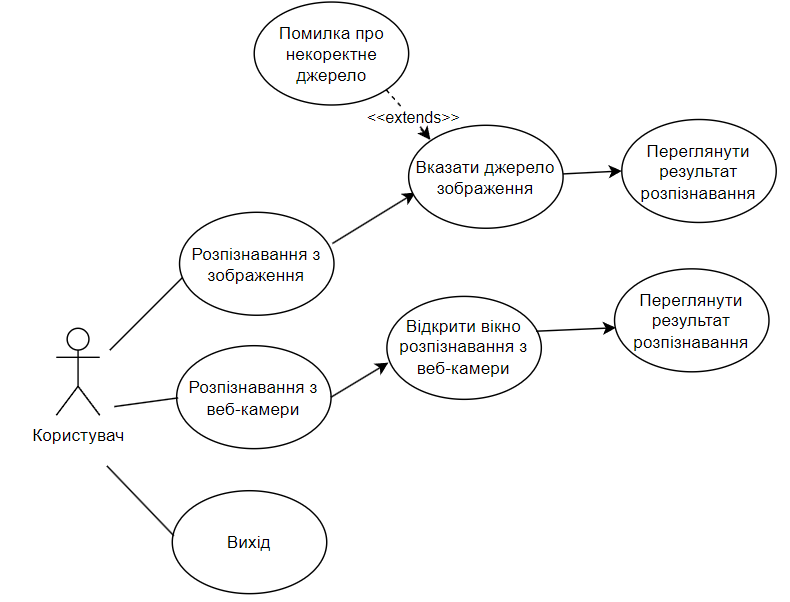 Помилка про
некоректне
джерело
<<extends>>
Вказати джерело
зображення
Переглянути
результат
розпізнавання
Розпізнавання з
зображення
Відкрити вікно
розпізнавання з
веб-камери
Переглянути
результат
розпізнавання
Розпізнавання з
веб-камери
Користувач
Вихід